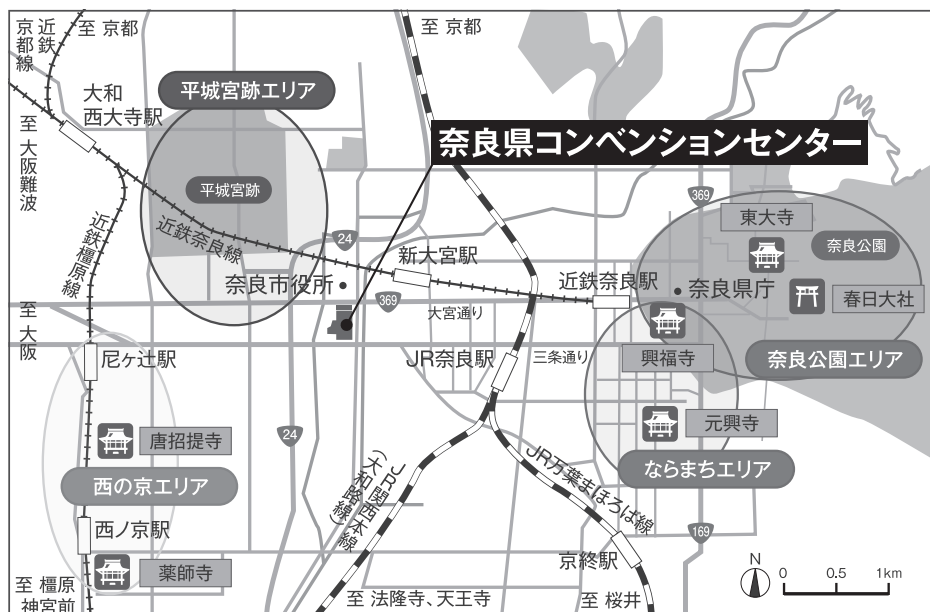 近鉄
京都線
至 京都
至 京都
大和
西大寺駅
平城宮跡エリア
奈良県コンベンションセンター
至 大阪難波
平城宮跡
369
東大寺
奈良公園
近鉄奈良線
24
新大宮駅
近鉄橿原線
奈良市役所
近鉄奈良駅
奈良県庁
春日大社
369
大宮通り
至 大阪
尼ヶ辻駅
JR奈良駅
三条通り
興福寺
奈良公園エリア
唐招提寺
24
元興寺
西の京エリア
JR関西本線
(大和路線)
JR万葉まほろば線
ならまちエリア
西ノ京駅
169
薬師寺
京終駅
N
0 0.5 1km
至 橿原
神宮前
至 法隆寺、天王寺
至 桜井